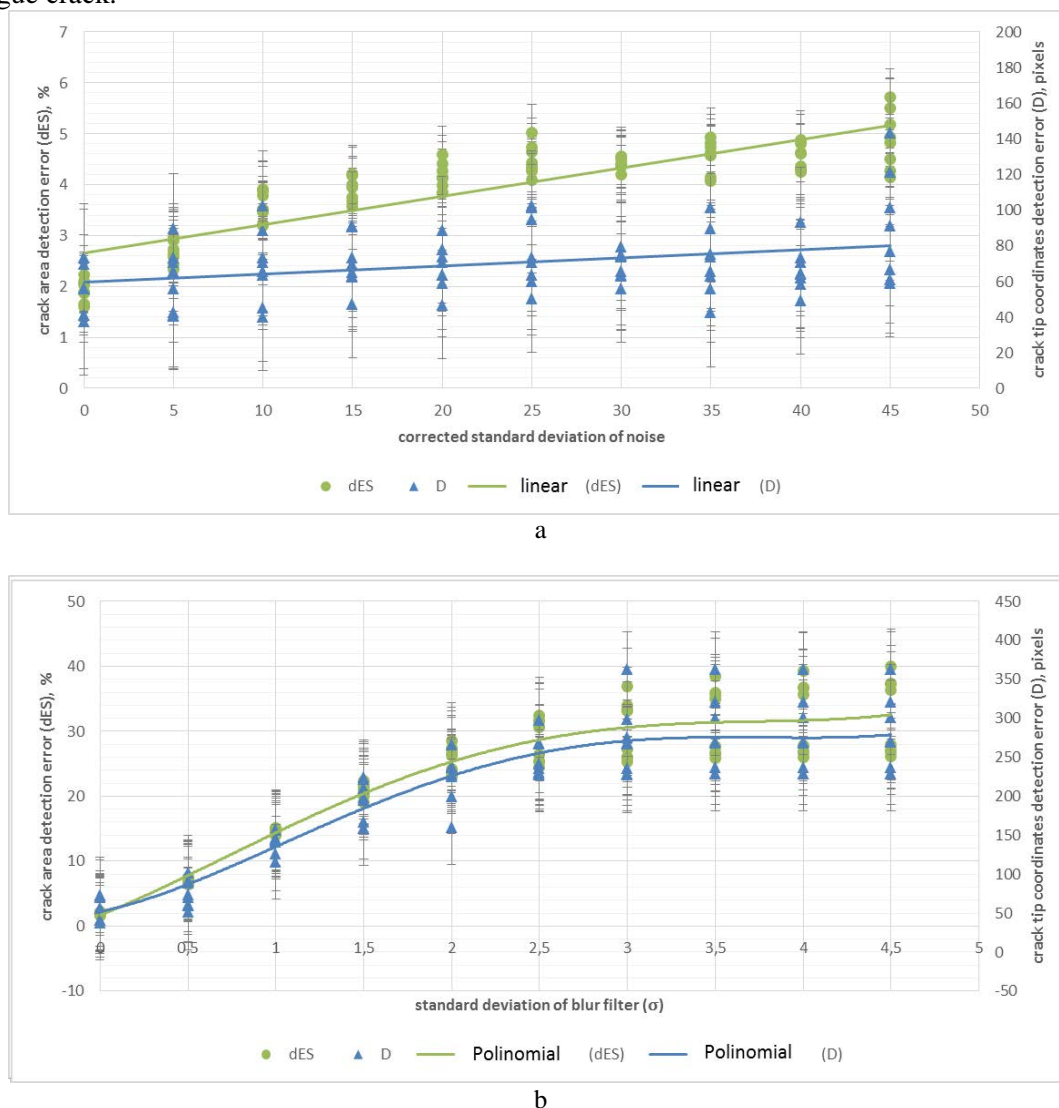 gue crack.
7
6
5
4
3
2
1
0
crack area detection error (dES), %
200
180
160
140
120
100
80
60
40
20
0
crack tip coordinates detection error (D), pixels
0 5 10 15 20 25 30 35 40 45 50
corrected standard deviation of noise
dES D linear (dES) linear (D)
a
50
40
30
20
10
0
-10
crack area detection error (dES), %
450
400
350
300
250
200
150
100
50
0
-50
crack tip coordinates detection error (D), pixels
0 0,5 1 1,5 2 2,5 3 3,5 4 4,5 5
standard deviation of blur filter (σ)
dES D Polinomial (dES) Polinomial (D)
b